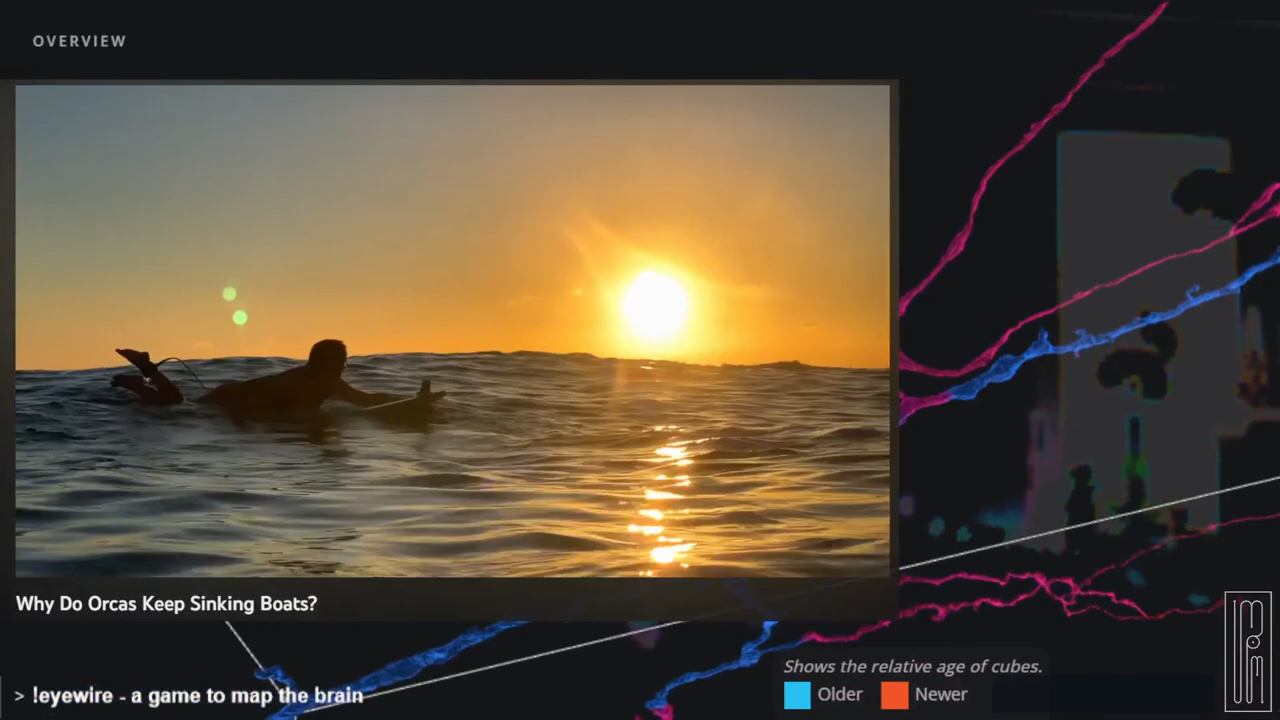 OVERVIEW
Why Do Orcas Keep Sinking Boats?
> !eyewire - a game to map the brain
Shows the relative age of cubes.
Older Newer